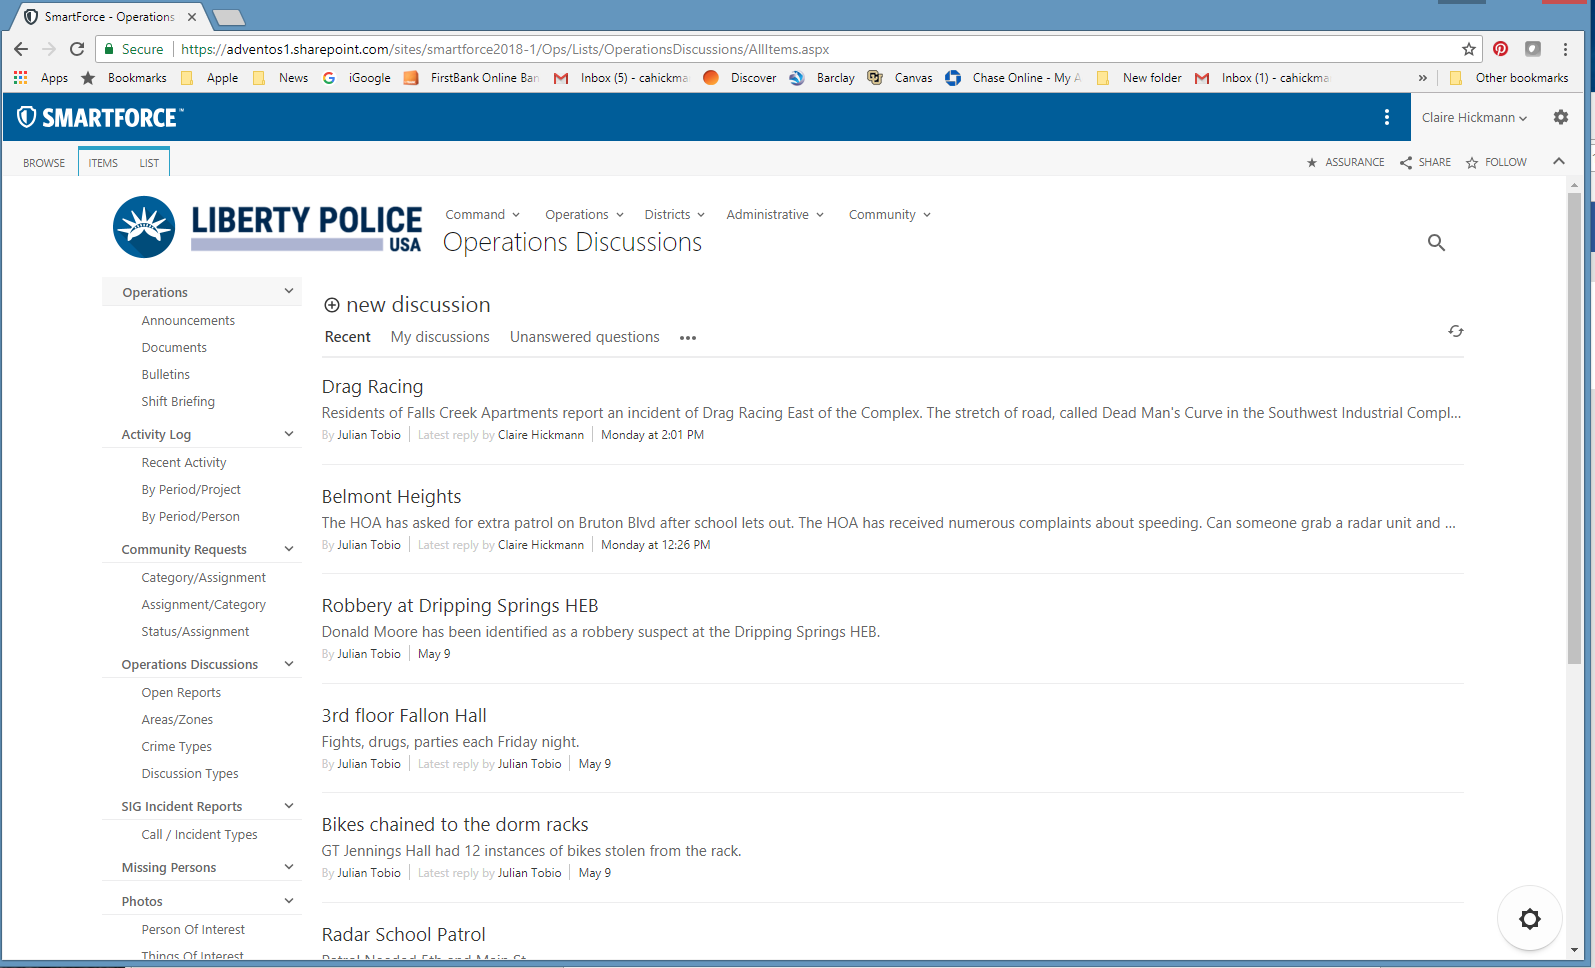 SmartForce - Operations
Secure https://adventos1.sharepoint.com/sites/smartforce2018-1/Ops/Lists/OperationsDiscussions/AllItems.aspx
Apps Bookmarks Apple News iGoogle FirstBank Online Ban Inbox (5) - cahickma Discover Barclay Canvas Chase Online - My A New folder Inbox (1) - cahickma » Other bookmarks
SMARTFORCE™ Claire Hickmann
BROWSE ITEMS LIST ASSURANCE SHARE FOLLOW
LIBERTY POLICE
USA
Command Operations Districts Administrative Community
Operations Discussions
Operations
Announcements
Documents
Bulletins
Shift Briefing
Activity Log
Recent Activity
By Period/Project
By Period/Person
Community Requests
Category/Assignment
Assignment/Category
Status/Assignment
Operations Discussions
Open Reports
Areas/Zones
Crime Types
Discussion Types
SIG Incident Reports
Call / Incident Types
Missing Persons
Photos
Person Of Interest
Things Of Interest
new discussion
Recent My discussions Unanswered questions •••
Drag Racing
Residents of Falls Creek Apartments report an incident of Drag Racing East of the Complex. The stretch of road, called Dead Man's Curve in the Southwest Industrial Compl...
By Julian Tobio | Latest reply by Claire Hickmann | Monday at 2:01 PM
Belmont Heights
The HOA has asked for extra patrol on Bruton Blvd after school lets out. The HOA has received numerous complaints about speeding. Can someone grab a radar unit and ...
By Julian Tobio | Latest reply by Claire Hickmann | Monday at 12:26 PM
Robbery at Dripping Springs HEB
Donald Moore has been identified as a robbery suspect at the Dripping Springs HEB.
By Julian Tobio | May 9
3rd floor Fallon Hall
Fights, drugs, parties each Friday night.
By Julian Tobio | Latest reply by Julian Tobio | May 9
Bikes chained to the dorm racks
GT Jennings Hall had 12 instances of bikes stolen from the rack.
By Julian Tobio | Latest reply by Julian Tobio | May 9
Radar School Patrol
Patrol Needed 5th and Main St